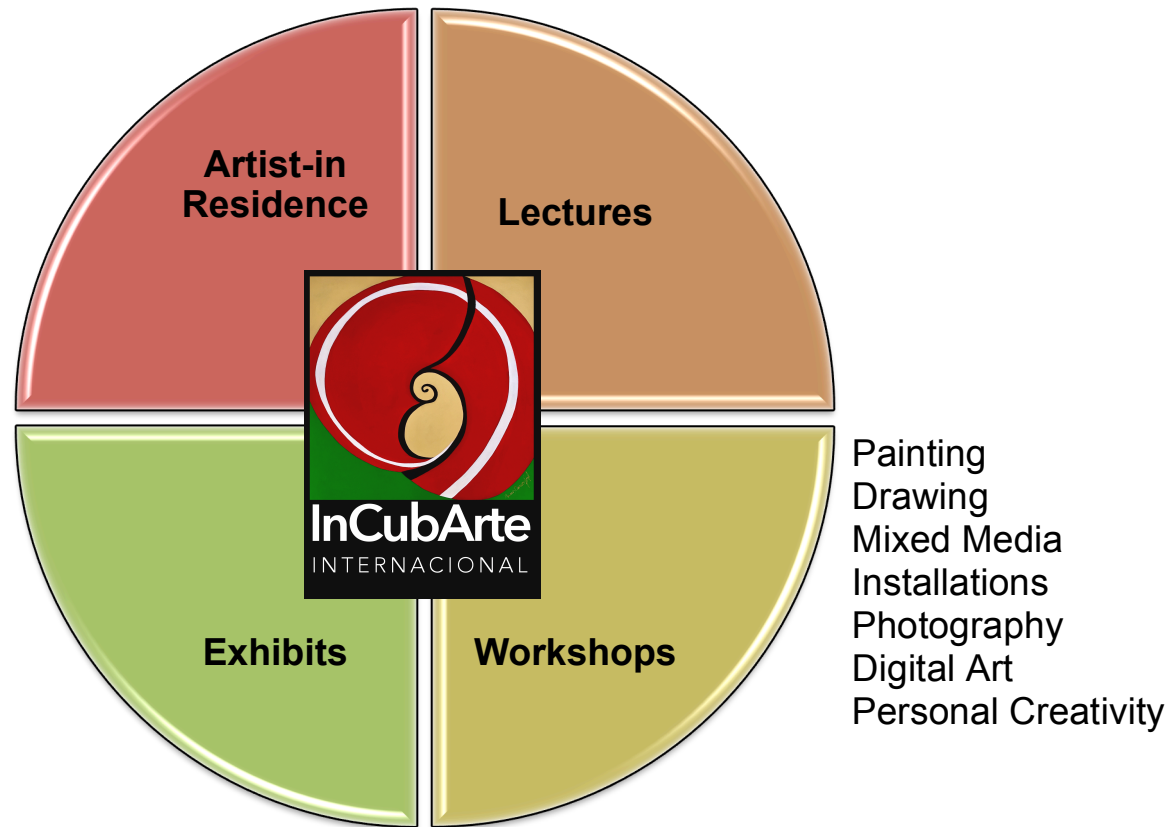 Artist-in
Residence
Lectures
InCubArte
INTERNACIONAL
Exhibits
Workshops
Painting
Drawing
Mixed Media
Installations
Photography
Digital Art
Personal Creativity